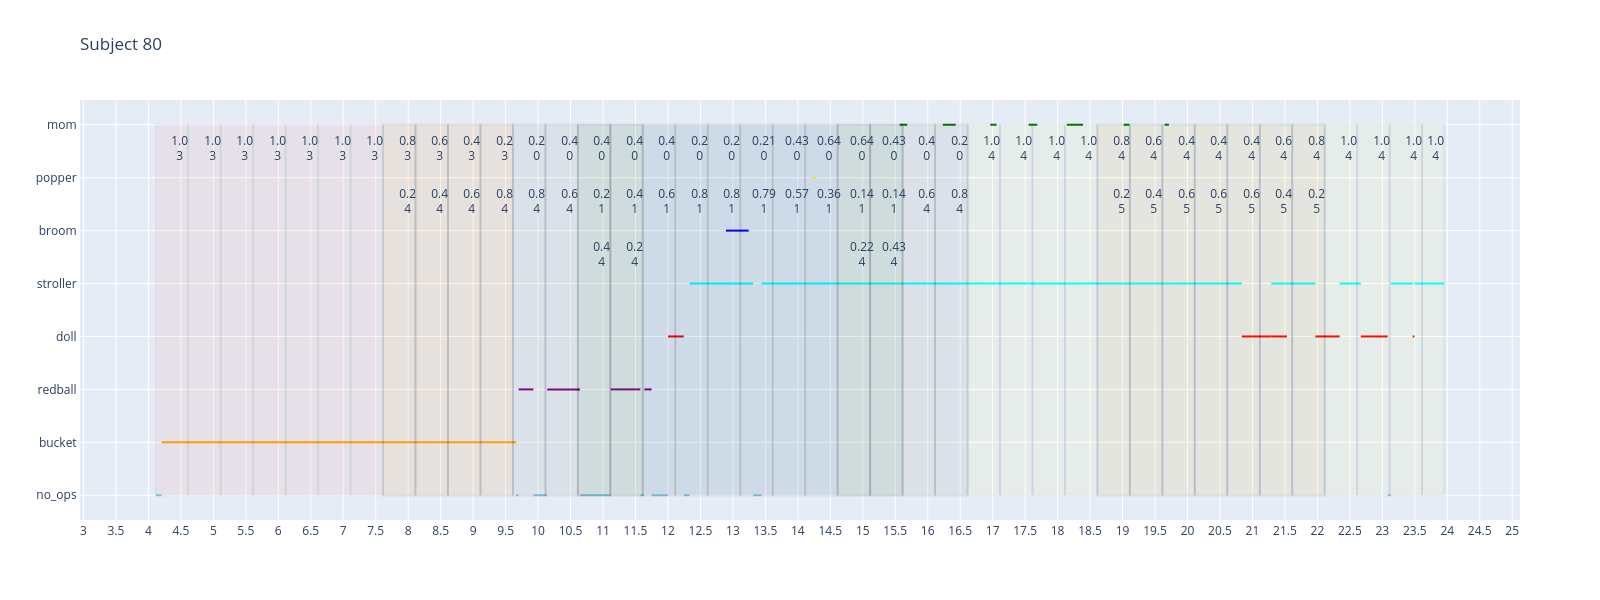 Subject 80
mom
1.0 1.0 1.0 1.0 1.0 1.0 1.0 0.8 0.6 0.4 0.2 0.2 0.4 0.4 0.4 0.4 0.2 0.2 0.21 0.43 0.64 0.64 0.43 0.4 0.2 1.0 1.0 1.0 1.0 0.8 0.6 0.4 0.4 0.4 0.6 0.8 1.0 1.0 1.0 1.0
3 3 3 3 3 3 3 3 3 3 3 0 0 0 0 0 0 0 0 0 0 0 0 0 0 4 4 4 4 4 4 4 4 4 4 4 4 4 4 4
popper
0.2 0.4 0.6 0.8 0.8 0.6 0.2 0.4 0.6 0.8 0.8 0.79 0.57 0.36 0.14 0.14 0.6 0.8 0.2 0.4 0.6 0.6 0.6 0.4 0.2
4 4 4 4 4 4 1 1 1 1 1 1 1 1 1 1 4 4 5 5 5 5 5 5 5
broom
0.4 0.2 0.22 0.43
4 4 4 4
stroller
doll
redball
bucket
no_ops
3 3.5 4 4.5 5 5.5 6 6.5 7 7.5 8 8.5 9 9.5 10 10.5 11 11.5 12 12.5 13 13.5 14 14.5 15 15.5 16 16.5 17 17.5 18 18.5 19 19.5 20 20.5 21 21.5 22 22.5 23 23.5 24 24.5 25